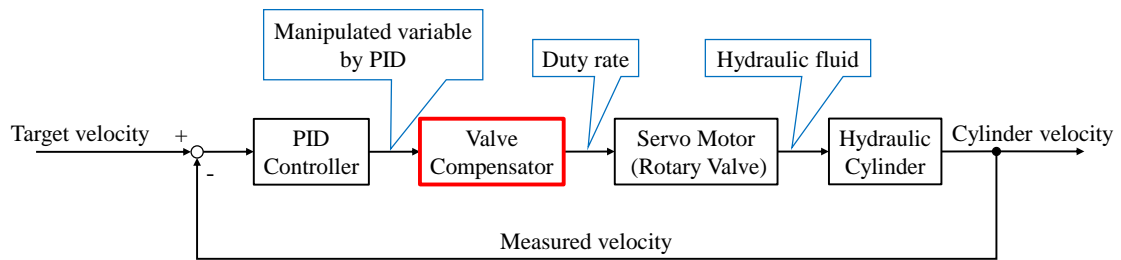 Manipulated variable
by PID
Duty rate
Hydraulic fluid
Target velocity
+
-
PID
Controller
Valve
Compensator
Servo Motor
(Rotary Valve)
Hydraulic
Cylinder
Cylinder velocity
Measured velocity